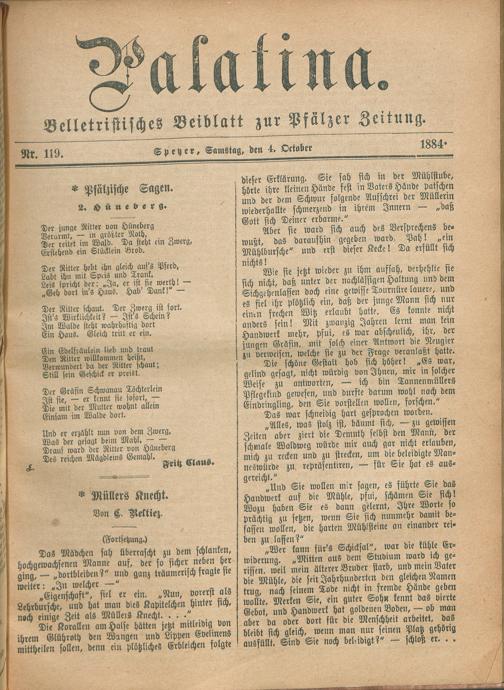 Palatina.
Belletristisches Beiblatt zur Pfälzer Zeitung.
Nr. 119.
Speyer, Samstag, den 4. October
1884.
* Pfälzische Sagen.
2. Hüneberg.
Der junge Ritter von Hüneberg
Verarmt, — in größter Noth,
Der reitet im Wald. Da steht ein Zwerg,
Erflehend ein Stücklein Brod.
Der Ritter hebt ihn gleich auf's Pferd,
Labt ihn mit Speis und Trank.
Leis spricht der: „Ja, er ist se werth! —
„Geh dort in's Haus. Hab' Dank!" —
Der Ritter schaut. Der Zwerg ist fort.
Ist's Wirklichkeit? — Ist's Schein?
Im Walde steht wahrhaftig dort
Ein Haus. Gleich tritt er ein.
Ein Edelfräulein lieb und traut
Den Ritter willkommen heißt,
Verwundert da der Ritter schaut;
Still sein Geschick er preist.
Der Gräfin Schwanau Töchterlein
Ist sie, — er kennt sie sofort, —
Die mit der Mutter wohnt allein
Einsam im Walde dort.
Und er erzählt nun von dem Zwerg,
Was der gesagt beim Mahl, — —
Drauf ward der Ritter von Hüneberg
Des reichen Mägdleins Gemahl.
Fritz Claus.
* Müllers Knecht.
Von C.
(Fortsetzung.)
Das Mädchen sah überrascht zu dem schlanken,
hochgewachsenen Manne auf, der so sicher neben her
ging, — „dortbleiben?" und ganz träumerisch fragte sie
weiter: „In welcher —"
„Eigenschaft", fiel er ein. „Nun, vorerst als
Lehrbursche, und hat man dies Kapitelchen hinter sich,
noch einige Zeit als Müllers Knecht. . . .
Die Korallen am Halse hätten jetzt mitleidig von
ihrem Glühroth den Wangen und Lippen Evelinens
mittheilen sollen, denn ein plötzliches Erbleichen folgte
dieser Erklärung. Sie sah sich in der Mühlstube,
hörte ihre kleinen Hände fest in Vaters Hände patschen
und der dem Schwur folgende Aufschrei der Müllerin
wiederhallte schmerzend in ihrem Innern — „daß
Gott sich Deiner erbarme."
Aber sie ward sich auch des Versprechens be-
wußt, das daraufhin gegeben ward. Pah! „ein
Mühlbursche" und erst dieser Kecke! Da erfüllt sich
nichts!
Wie sie jetzt wieder zu ihm aufsah, verhehlte sie
sich nicht, daß unter der nachlässigen Haltung und dem
Sichgehenlassen doch eine gewisse Vornehme lauere, und
es fiel ihr plötzlich ein, daß der junge Mann sich nur
einen frechen Witz erlaubt hatte. Es konnte nicht
anders sein! Mit zwanzig Jahren lernt man kein
Handwerk mehr, pfui, es war abscheulich, ihr, der
jungen Gräfin, mit solch einer Antwort die Neugier
zu verweisen, welche sie zu der Frage veranlaßt hatte.
Die schöne Gestalt hob sich höher! „Es war,
gelind gesagt, nicht würdig von Ihnen, mir in solcher
Weise zu antworten, — ich bin Tannenmüllers
Pflegekind gewesen, und durfte darum wohl nach dem
Eindringling, den Sie vorstellen wollen, forschen."
Das war schneidig hart gesprochen worden.
„Alles, was stolz ist, bäumt sich, — zu gewissen
Zeiten aber ziert die Demuth selbst den Mann, der
schmale Waldweg würde mir auch gar nicht erlauben,
mich zu recken und zu strecken, um die beleidigte Man-
neswürde zu repräsentiren, — für Sie hat es aus-
gereicht."
„Und Sie wollen mir sagen, es führte Sie das
Handwerk auf die Mühle, pfui, schämen Sie sich!
Wozu haben Sie es dann gelernt, Ihre Worte so
prächtig zu setzen, wenn Sie sich nunmehr damit be-
fassen wollen, die harten Mühlsteine an einander rei-
ben zu lassen?"
„Wer kann für's Schicksal", war die kühle Er-
widerung. „Mitten aus dem Studium ward ich ge-
rissen, weil mein älterer Bruder starb, und mein Vater
die Mühle, die seit Jahrhunderten den gleichen Namen
trug, nach seinem Tode nicht in fremde Hände geben
wollte. Merken Sie, ein guter Sohn kennt das vierte
Gebot, und Handwerk hat goldenen Boden, — ob man
aber da oder dort für die Menschheit arbeitet, das
bleibt sich gleich, wenn man nur seinen Platz gehörig
ausfüllt. Sind Sie noch beleidigt?" — schloß er. . .